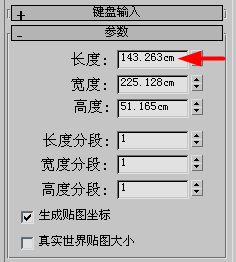 + 键盘输入
- 参数
长度: 143.263cm
宽度: 225.128cm
高度: 51.165cm
长度分段: 1
宽度分段: 1
高度分段: 1
生成贴图坐标
真实世界贴图大小